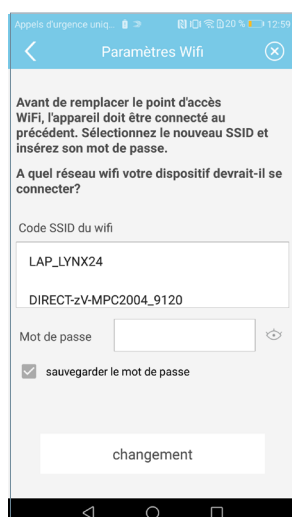 Appels d'urgence uniq... 20 % 12:59
Paramètres Wifi
Avant de remplacer le point d'accès
WiFi, l'appareil doit être connecté au
précédent. Sélectionnez le nouveau SSID et
insérez son mot de passe.
A quel réseau wifi votre dispositif devrait-il se
connecter?
Code SSID du wifi
LAP_LYNX24
DIRECT-zV-MPC2004_9120
Mot de passe
sauvegarder le mot de passe
changement